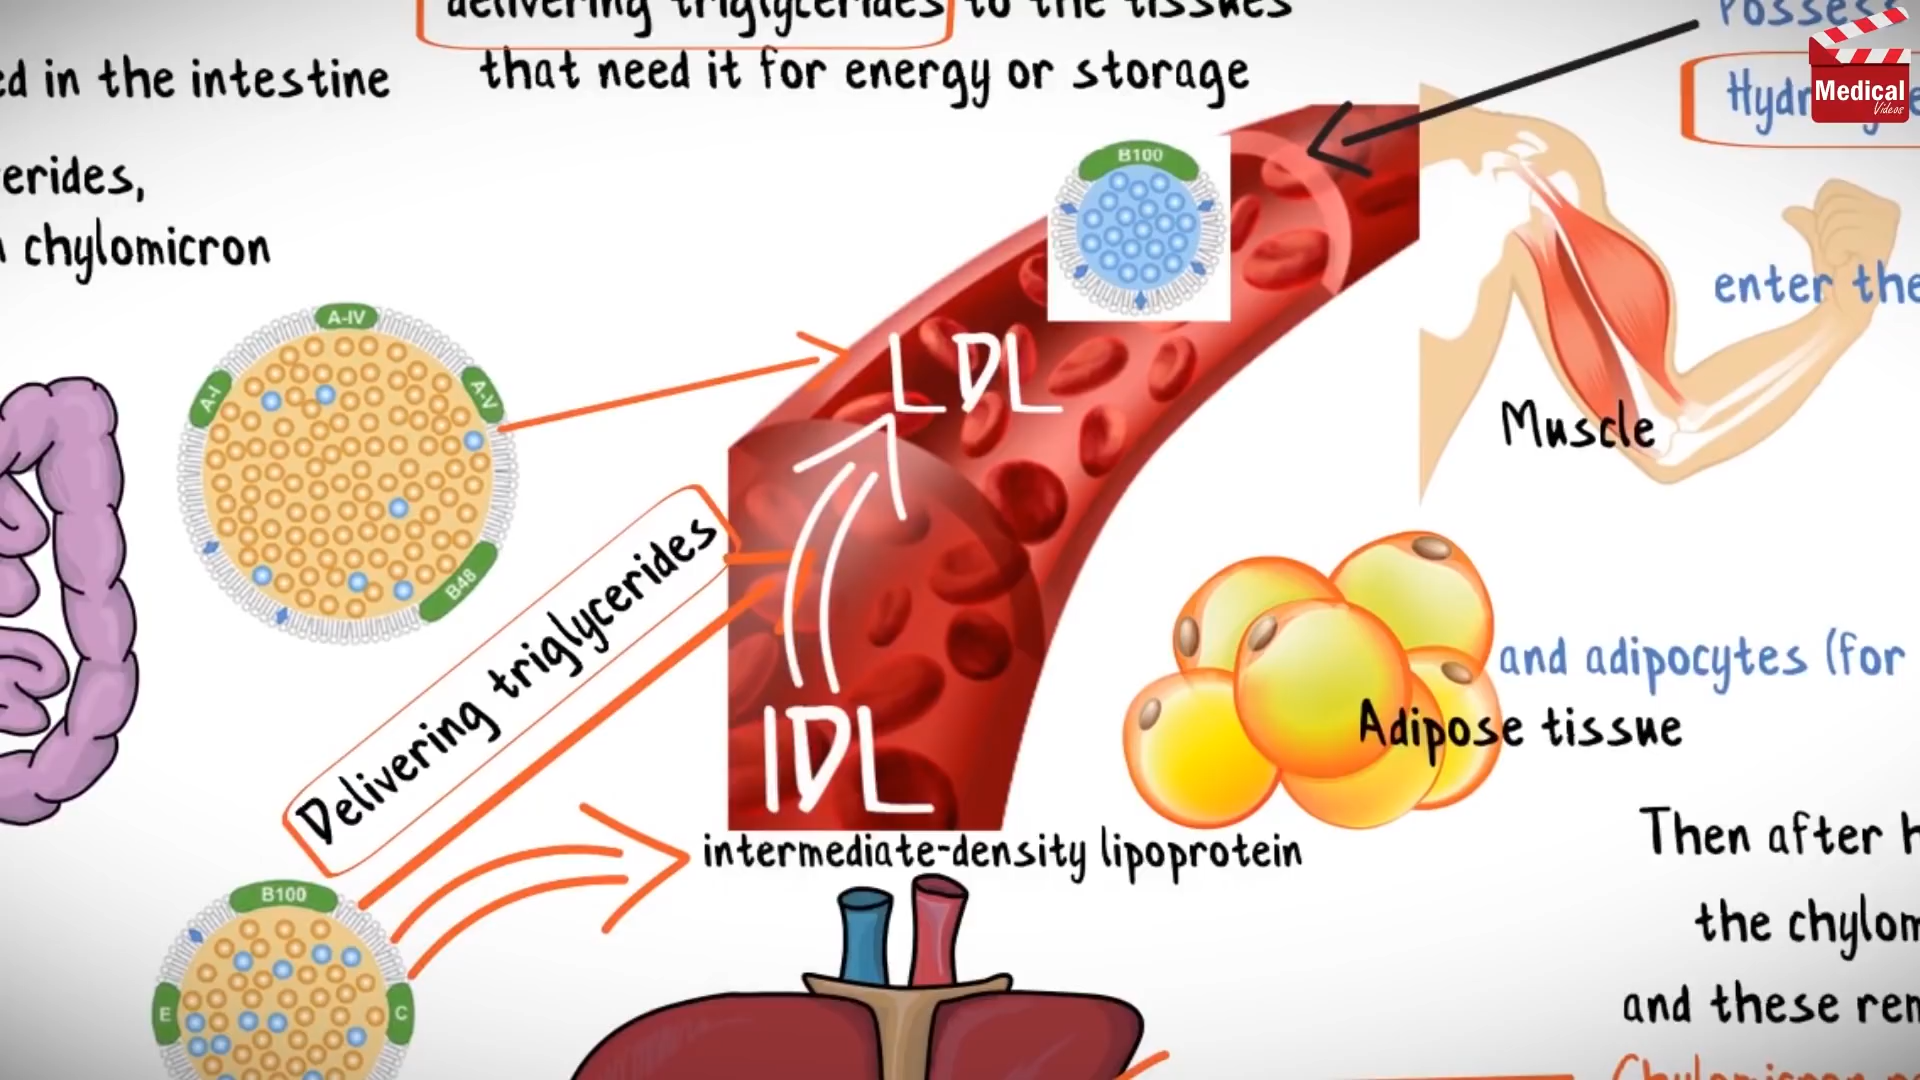 delivering triglycerides to the tissues
that need it for energy or storage
ed in the intestine
erides,
chylomicron
Possess
Medical
Videos
enter the
B100
A-IV
A-I
A-V
B48
LDL
Muscle
Delivering triglycerides
IDL
and adipocytes (for
Adipose tissue
intermediate-density lipoprotein
Then after h
the chylom
and these rem
B100
E
C